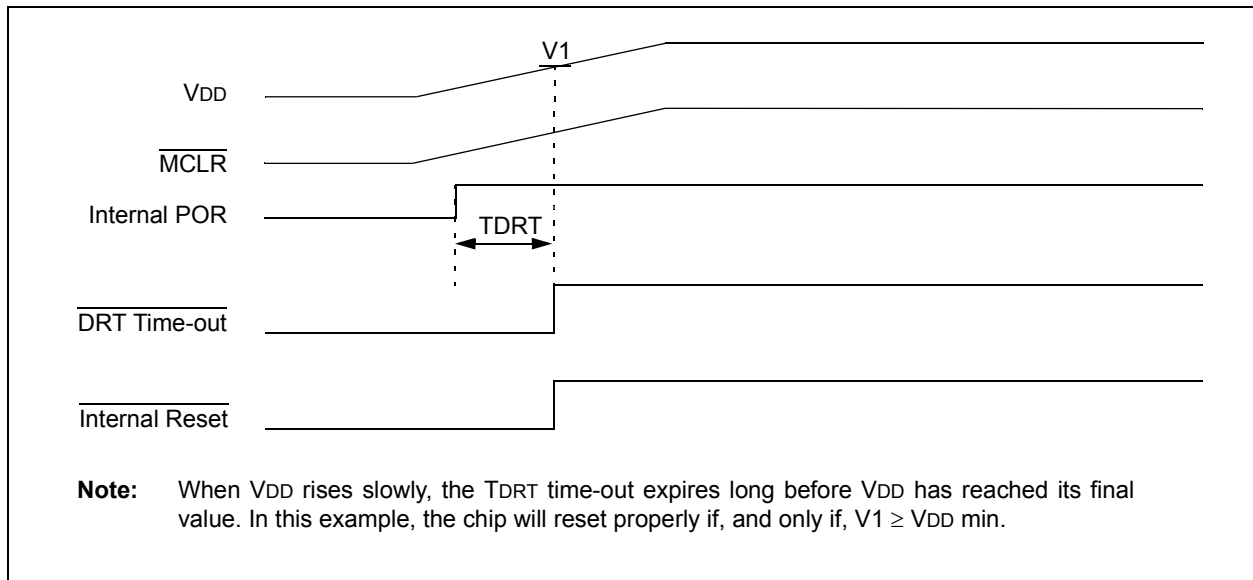 V1
VDD
MCLR
Internal POR
TDRT
DRT Time-out
Internal Reset
Note: When VDD rises slowly, the TDRT time-out expires long before VDD has reached its final
value. In this example, the chip will reset properly if, and only if, V1 ≥ VDD min.